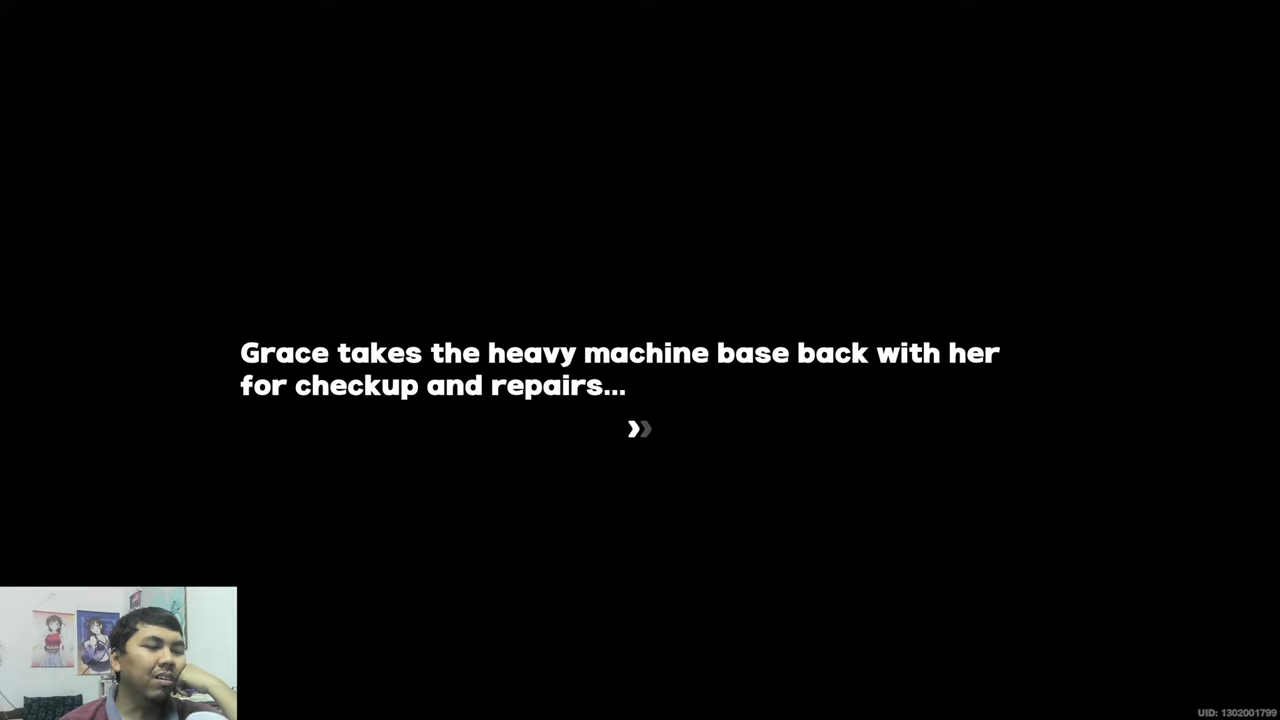 Grace takes the heavy machine base back with her
for checkup and repairs...
UID: 1302001799